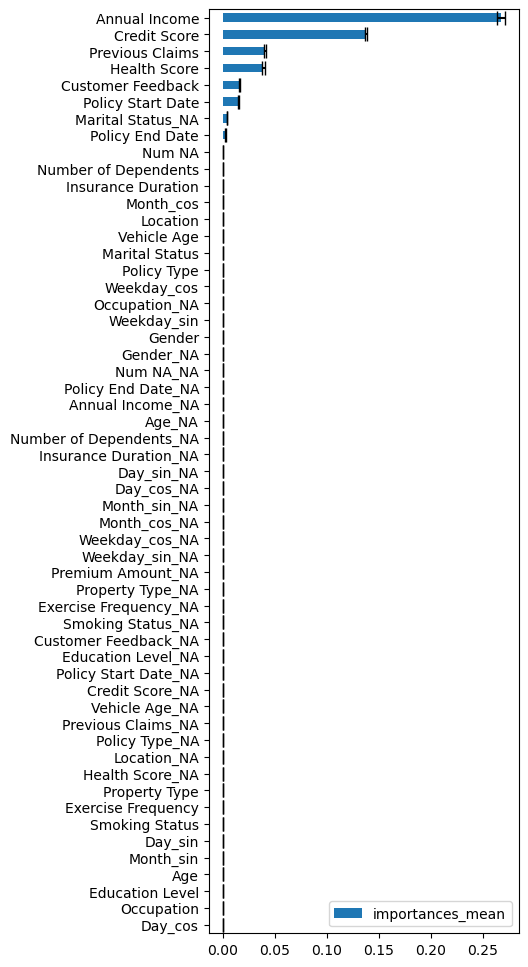 Annual Income
Credit Score
Previous Claims
Health Score
Customer Feedback
Policy Start Date
Marital Status_NA
Policy End Date
Num NA
Number of Dependents
Insurance Duration
Month_cos
Location
Vehicle Age
Marital Status
Policy Type
Weekday_cos
Occupation_NA
Weekday_sin
Gender
Gender_NA
Num NA_NA
Policy End Date_NA
Annual Income_NA
Age_NA
Number of Dependents_NA
Insurance Duration_NA
Day_sin_NA
Day_cos_NA
Month_sin_NA
Month_cos_NA
Weekday_cos_NA
Weekday_sin_NA
Premium Amount_NA
Property Type_NA
Exercise Frequency_NA
Smoking Status_NA
Customer Feedback_NA
Education Level_NA
Policy Start Date_NA
Credit Score_NA
Vehicle Age_NA
Previous Claims_NA
Policy Type_NA
Location_NA
Health Score_NA
Property Type
Exercise Frequency
Smoking Status
Day_sin
Month_sin
Age
Education Level
Occupation
Day_cos
importances_mean
0.00 0.05 0.10 0.15 0.20 0.25